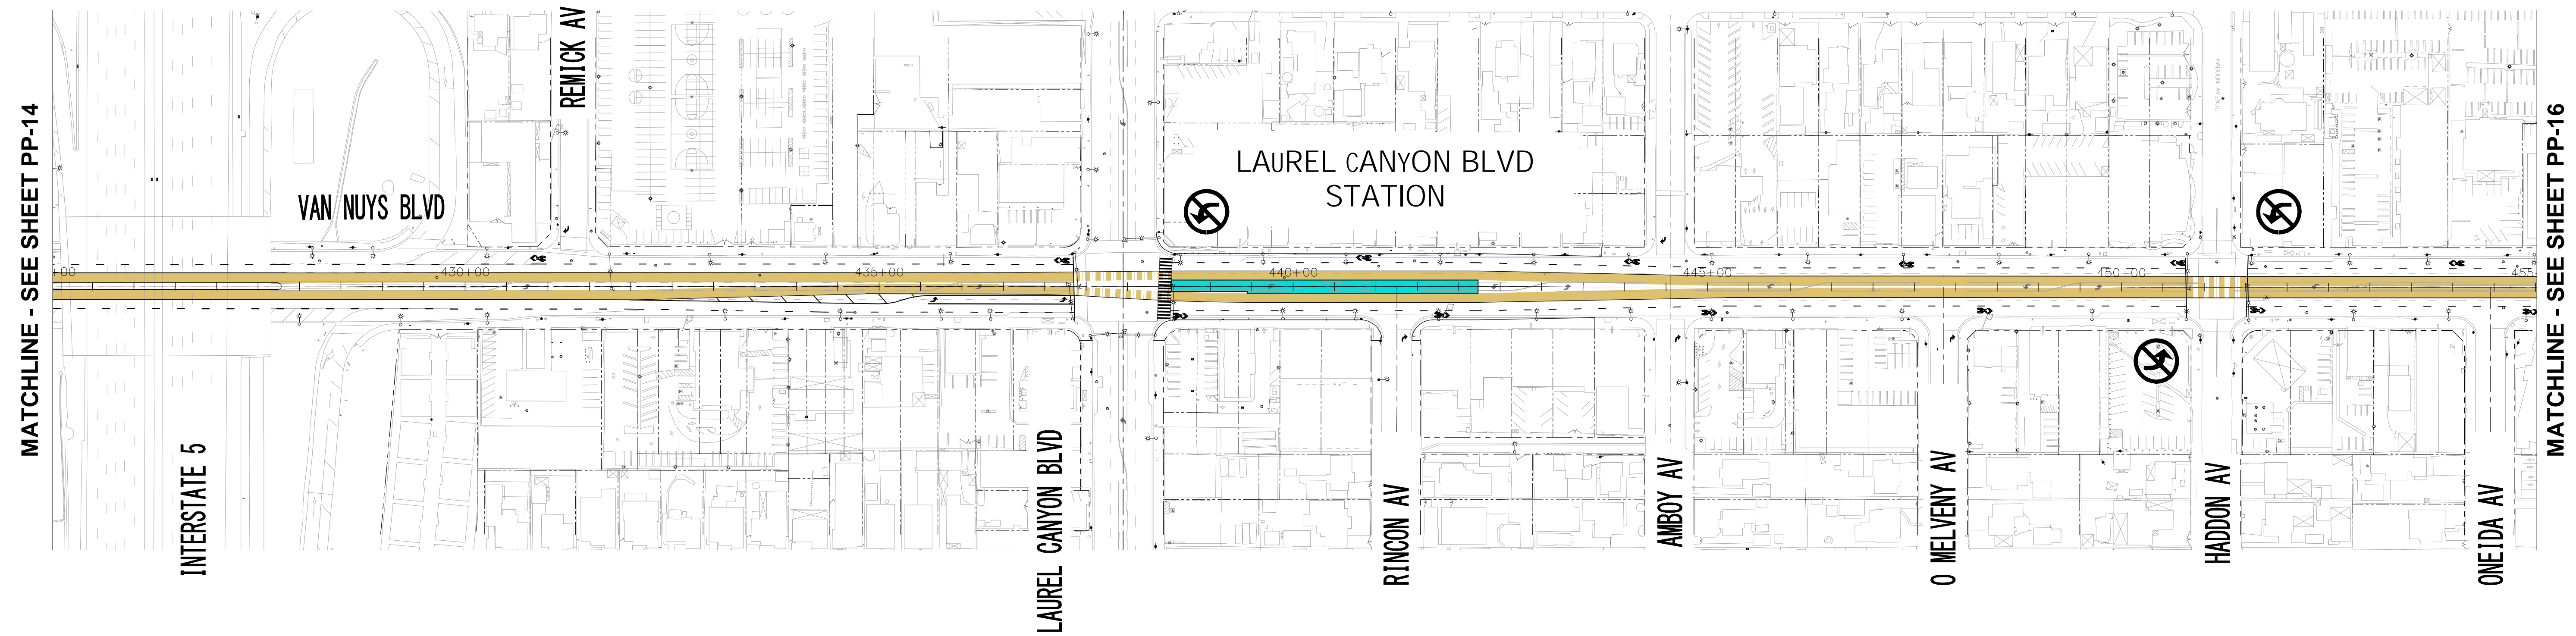 MATCHLINE - SEE SHEET PP-14
REMICK AV
VAN NUYS BLVD
LAUREL CANYON BLVD
STATION
+00
430+00
435+00
440+00
445+00
450+00
455
INTERSTATE 5
LAUREL CANYON BLVD
RINCON AV
AMBOY AV
O MELVENY AV
HADDON AV
ONEIDA AV
MATCHLINE - SEE SHEET PP-16